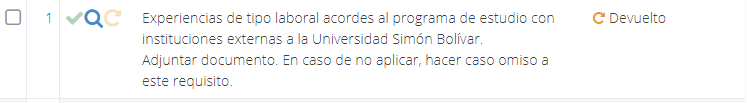 1 Experiencias de tipo laboral acordes al programa de estudio con Devuelto
instituciones externas a la Universidad Simón Bolívar.
Adjuntar documento. En caso de no aplicar, hacer caso omiso a
este requisito.